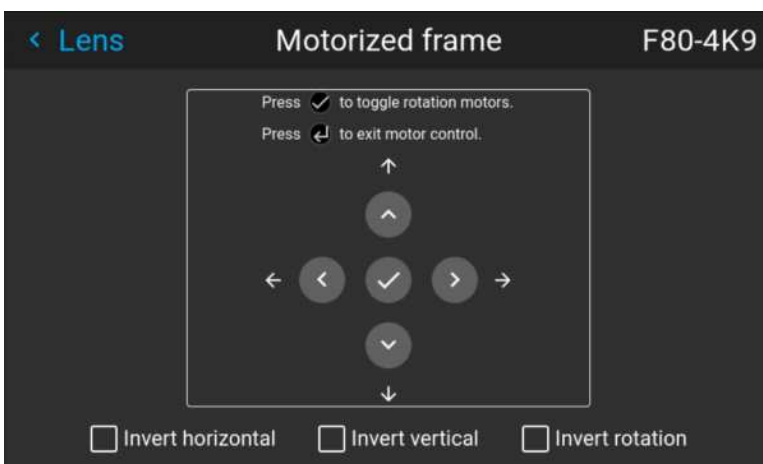 Lens Motorized frame F80-4K9
Press to toggle rotation motors.
Press to exit motor control.
Invert horizontal Invert vertical Invert rotation